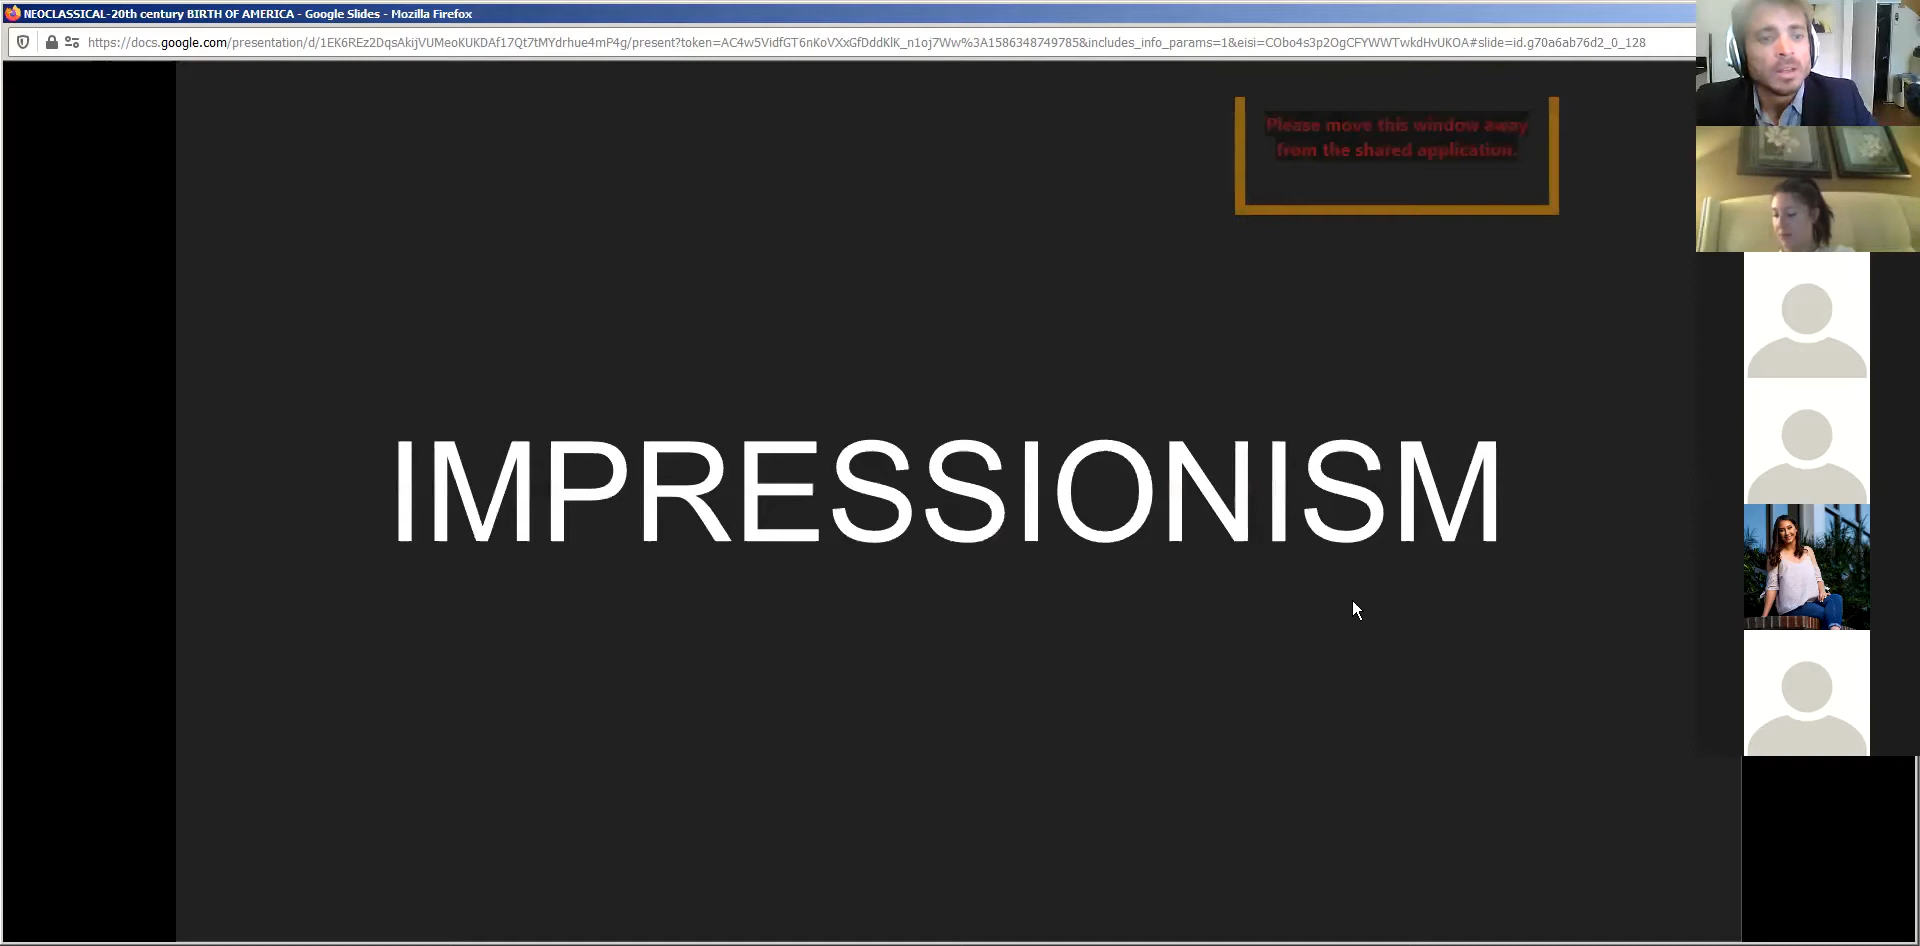 NEOCLASSICAL-20th century BIRTH OF AMERICA - Google Slides - Mozilla Firefox
https://docs.google.com/presentation/d/1EK6REz2DqsAkijVUMeoKUKDAf17Qt7tMYdrhue4mP4g/present?token=AC4w5VidfGT6nKoVXxGfDddKlK_n1oj7Ww%3A1586348749785&includes_info_params=1&eisi=CObo4s3p2OgCFYWWTwkdHvUKOA#slide=id.g70a6ab76d2_0_128
Please move this window away
from the shared application.
IMPRESSIONISM